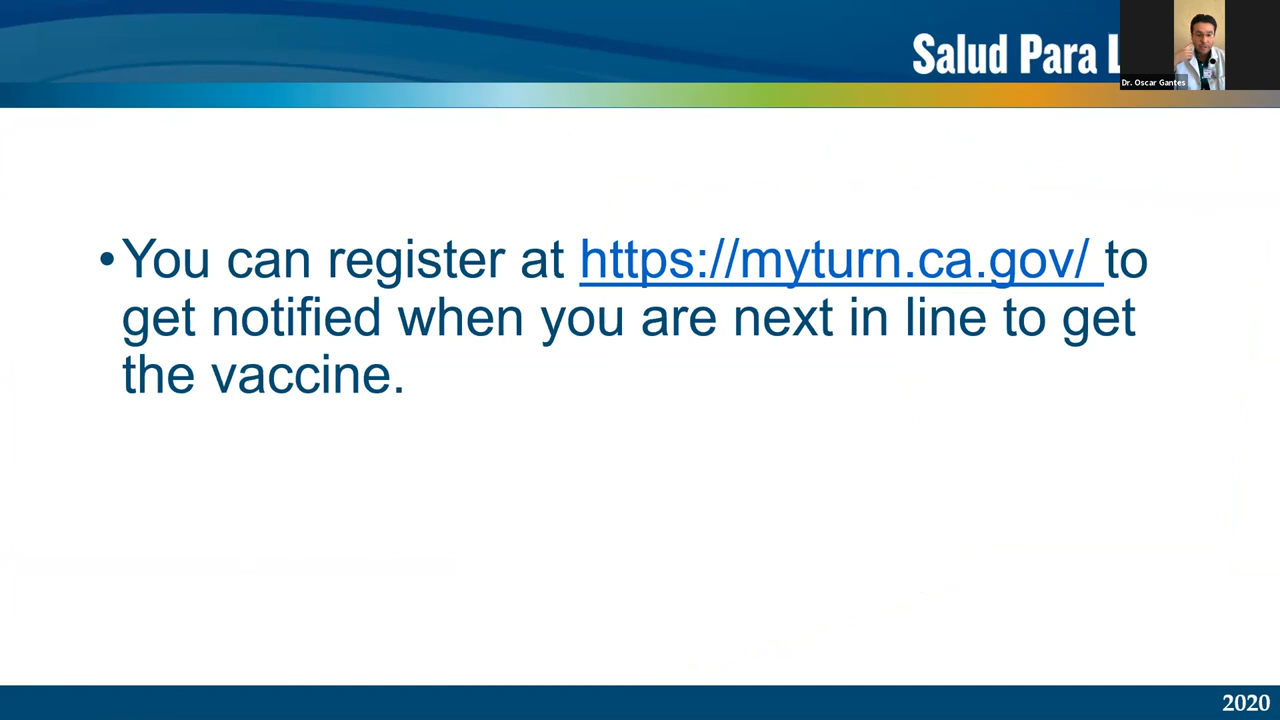 Salud Para L
Dr. Oscar Gantes
•You can register at https://myturn.ca.gov/ to
get notified when you are next in line to get
the vaccine.
2020